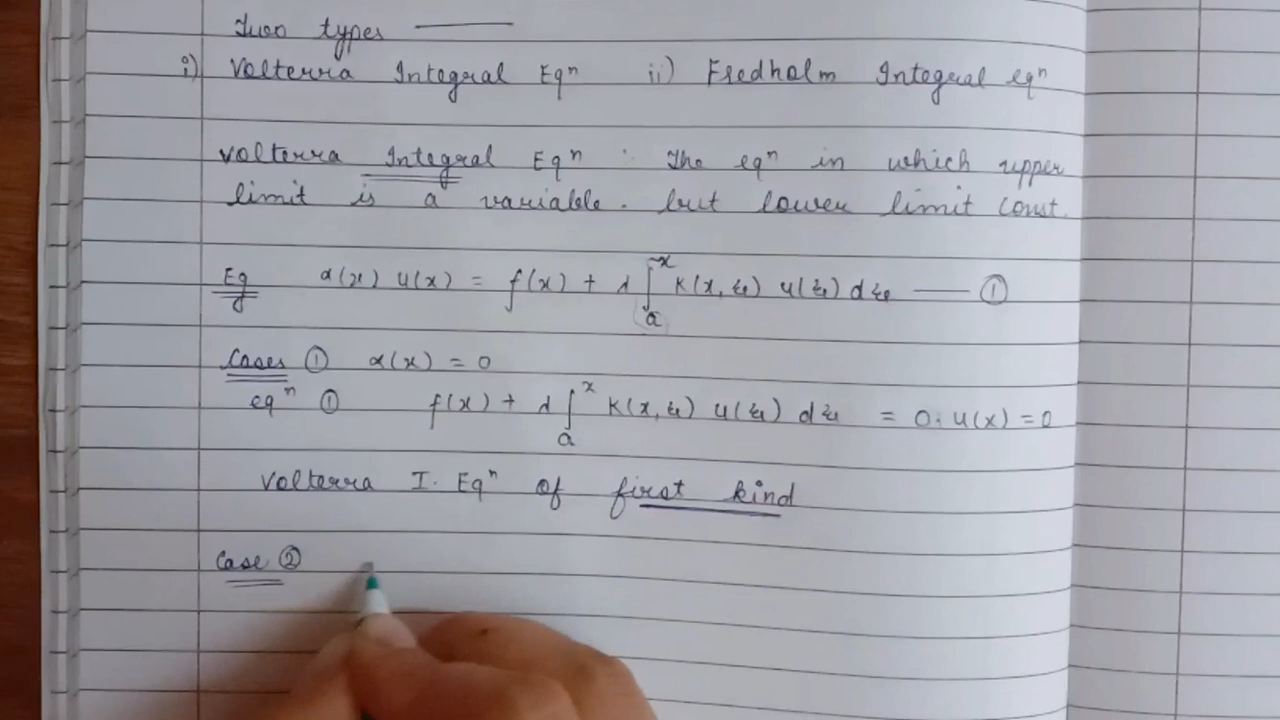 Two types
i) Volterra Integral Eqⁿ ii) Fredholm Integral eqⁿ
Volterra Integral Eqⁿ : The eqⁿ in which upper
limit is a variable. but lower limit const.
Eg α(x) u(x) = f(x) + λ ∫ₐˣ K(x,ξ) u(ξ) dξ — ①
Cases ① α(x) = 0
eqⁿ ① f(x) + λ ∫ₐˣ K(x,ξ) u(ξ) dξ = 0. u(x) = 0
Volterra I. Eqⁿ of first kind
Case ②